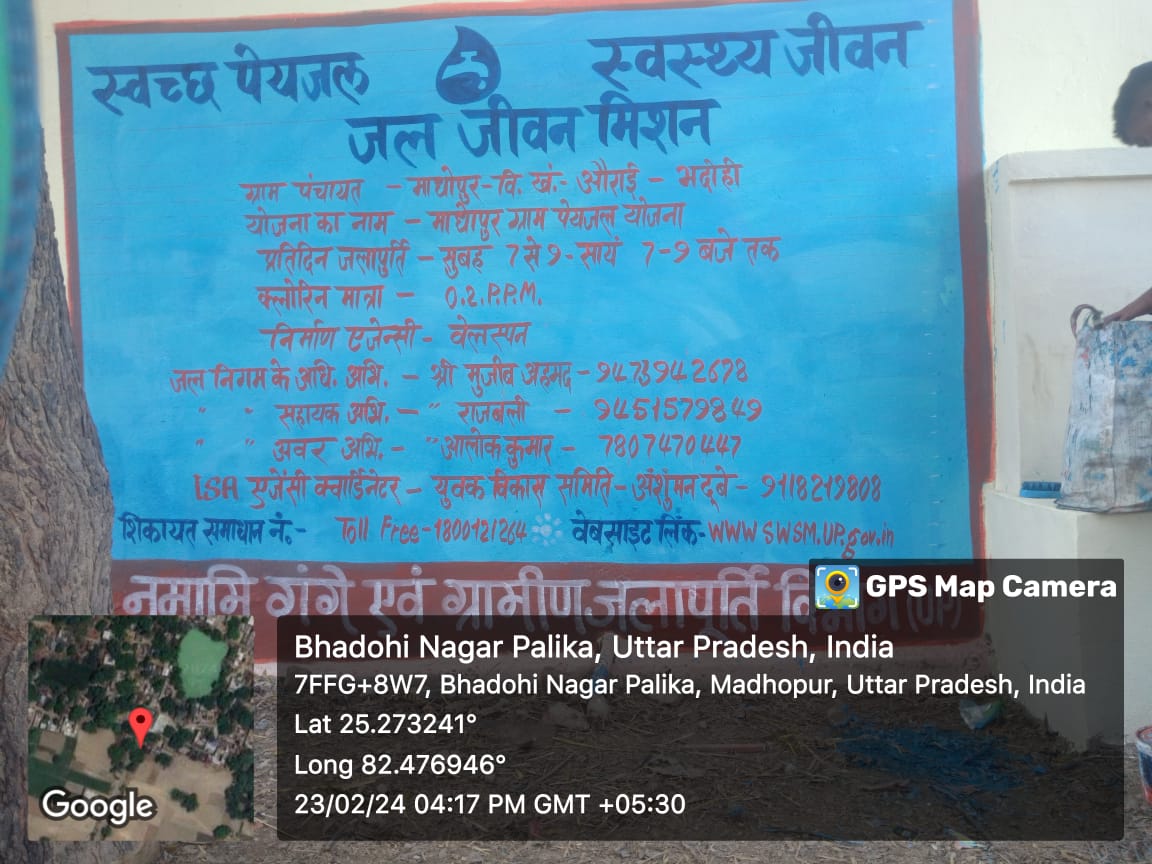 स्वच्छ पेयजल स्वस्थ्य जीवन
जल जीवन मिशन
ग्राम पंचायत - माधोपुर-वि. खं.- औराई - भदोही
योजना का नाम - माधोपुर ग्राम पेयजल योजना
प्रतिदिन जलापुर्ति - सुबह 7 से 9 - सायं 7-9 बजे तक
क्लोरिन मात्रा - 0.2.P.P.M.
निर्माण एजेन्सी - वेलस्पन
जल निगम के अधि. अभि. - श्री मुजीब अहमद - 9473942678
" " सहायक अभि. - " राजबली - 9451579849
" " अवर अभि. - " आलोक कुमार - 7807470447
ISA एजेंसी क्वार्डिनेटर - युवक विकास समिति - अंशुमन दूबे - 9118219808
शिकायत समाधान नं.- Toll Free-1800121264 वेबसाइट लिंक-WWW SWSM.UP.gov.in
नमामि गंगे एवं ग्रामीण जलापूर्ति विभाग (UP)
GPS Map Camera
Bhadohi Nagar Palika, Uttar Pradesh, India
7FFG+8W7, Bhadohi Nagar Palika, Madhopur, Uttar Pradesh, India
Lat 25.273241°
Long 82.476946°
23/02/24 04:17 PM GMT +05:30
Google